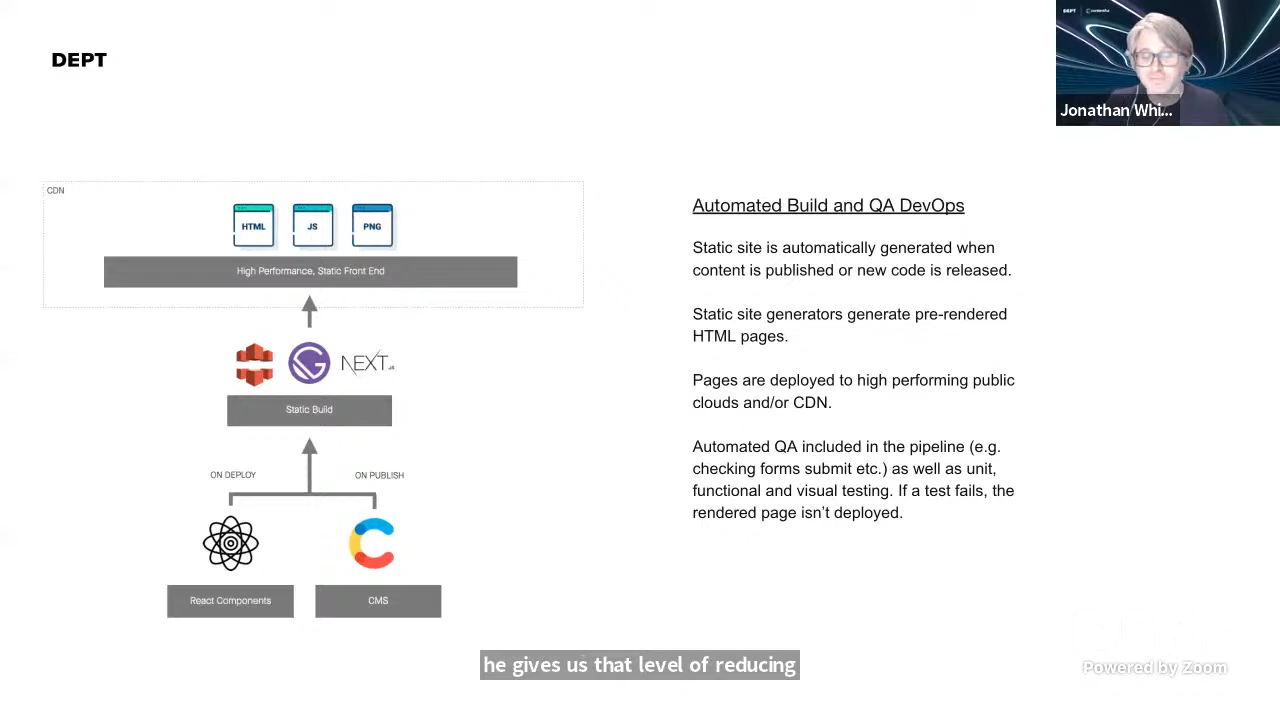 DEPT
DEPT
contentful
Jonathan Whi...
CDN
HTML
JS
PNG
High Performance, Static Front End
NEXT.JS
Static Build
ON DEPLOY
ON PUBLISH
React Components
CMS
Automated Build and QA DevOps
Static site is automatically generated when
content is published or new code is released.
Static site generators generate pre-rendered
HTML pages.
Pages are deployed to high performing public
clouds and/or CDN.
Automated QA included in the pipeline (e.g.
checking forms submit etc.) as well as unit,
functional and visual testing. If a test fails, the
rendered page isn’t deployed.
he gives us that level of reducing
Powered by Zoom